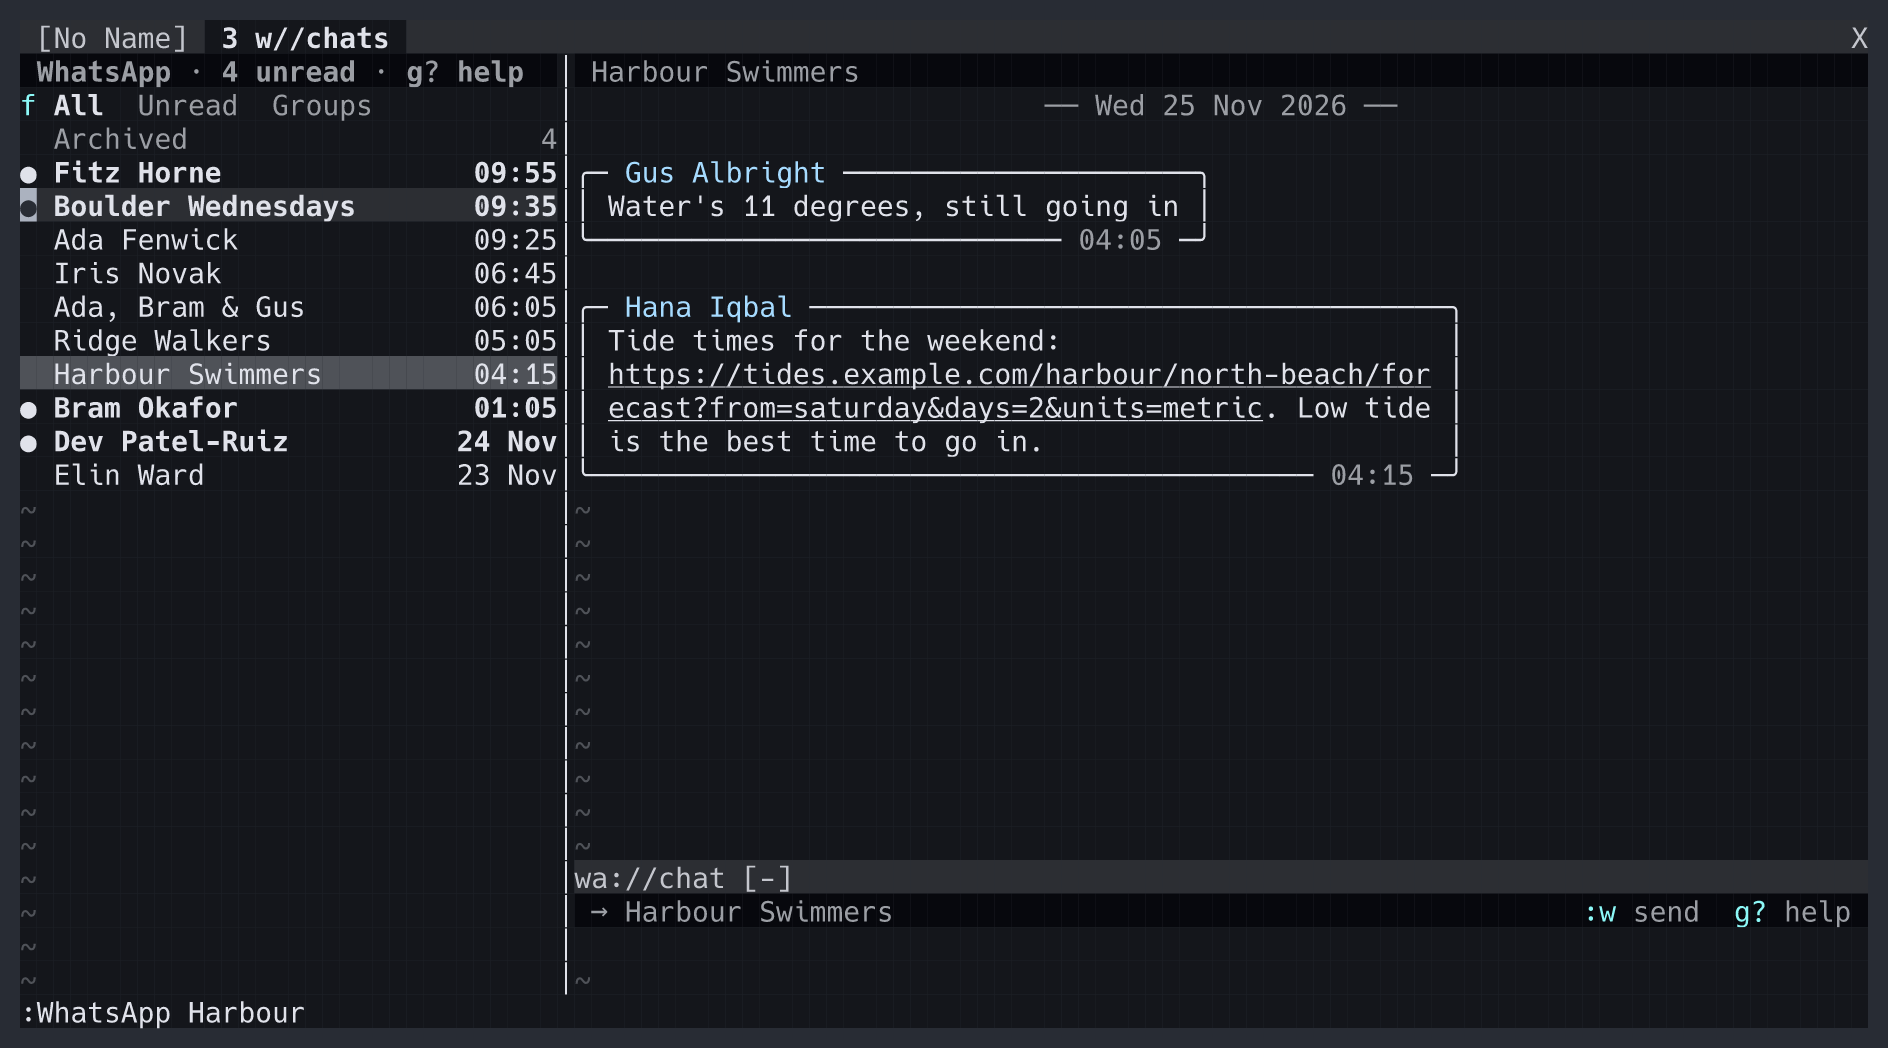 [No Name] 3 w//chats X
WhatsApp · 4 unread · g? help
f All Unread Groups
Archived 4
● Fitz Horne 09:55
● Boulder Wednesdays 09:35
Ada Fenwick 09:25
Iris Novak 06:45
Ada, Bram & Gus 06:05
Ridge Walkers 05:05
Harbour Swimmers 04:15
● Bram Okafor 01:05
● Dev Patel-Ruiz 24 Nov
Elin Ward 23 Nov
Harbour Swimmers
── Wed 25 Nov 2026 ──
Gus Albright
Water's 11 degrees, still going in
04:05
Hana Iqbal
Tide times for the weekend:
https://tides.example.com/harbour/north-beach/for
ecast?from=saturday&days=2&units=metric. Low tide
is the best time to go in.
04:15
wa://chat [-]
→ Harbour Swimmers :w send g? help
:WhatsApp Harbour